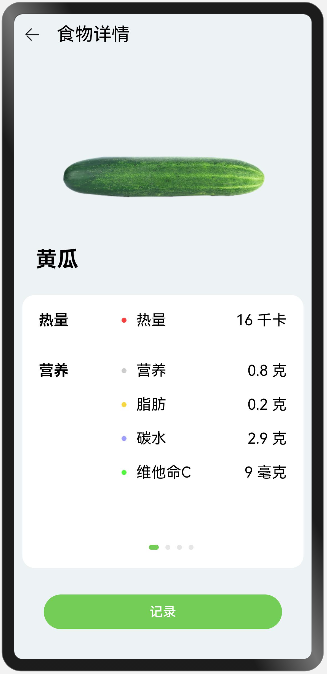 食物详情
黄瓜
热量 热量 16 千卡
营养 营养 0.8 克
脂肪 0.2 克
碳水 2.9 克
维他命C 9 毫克
记录